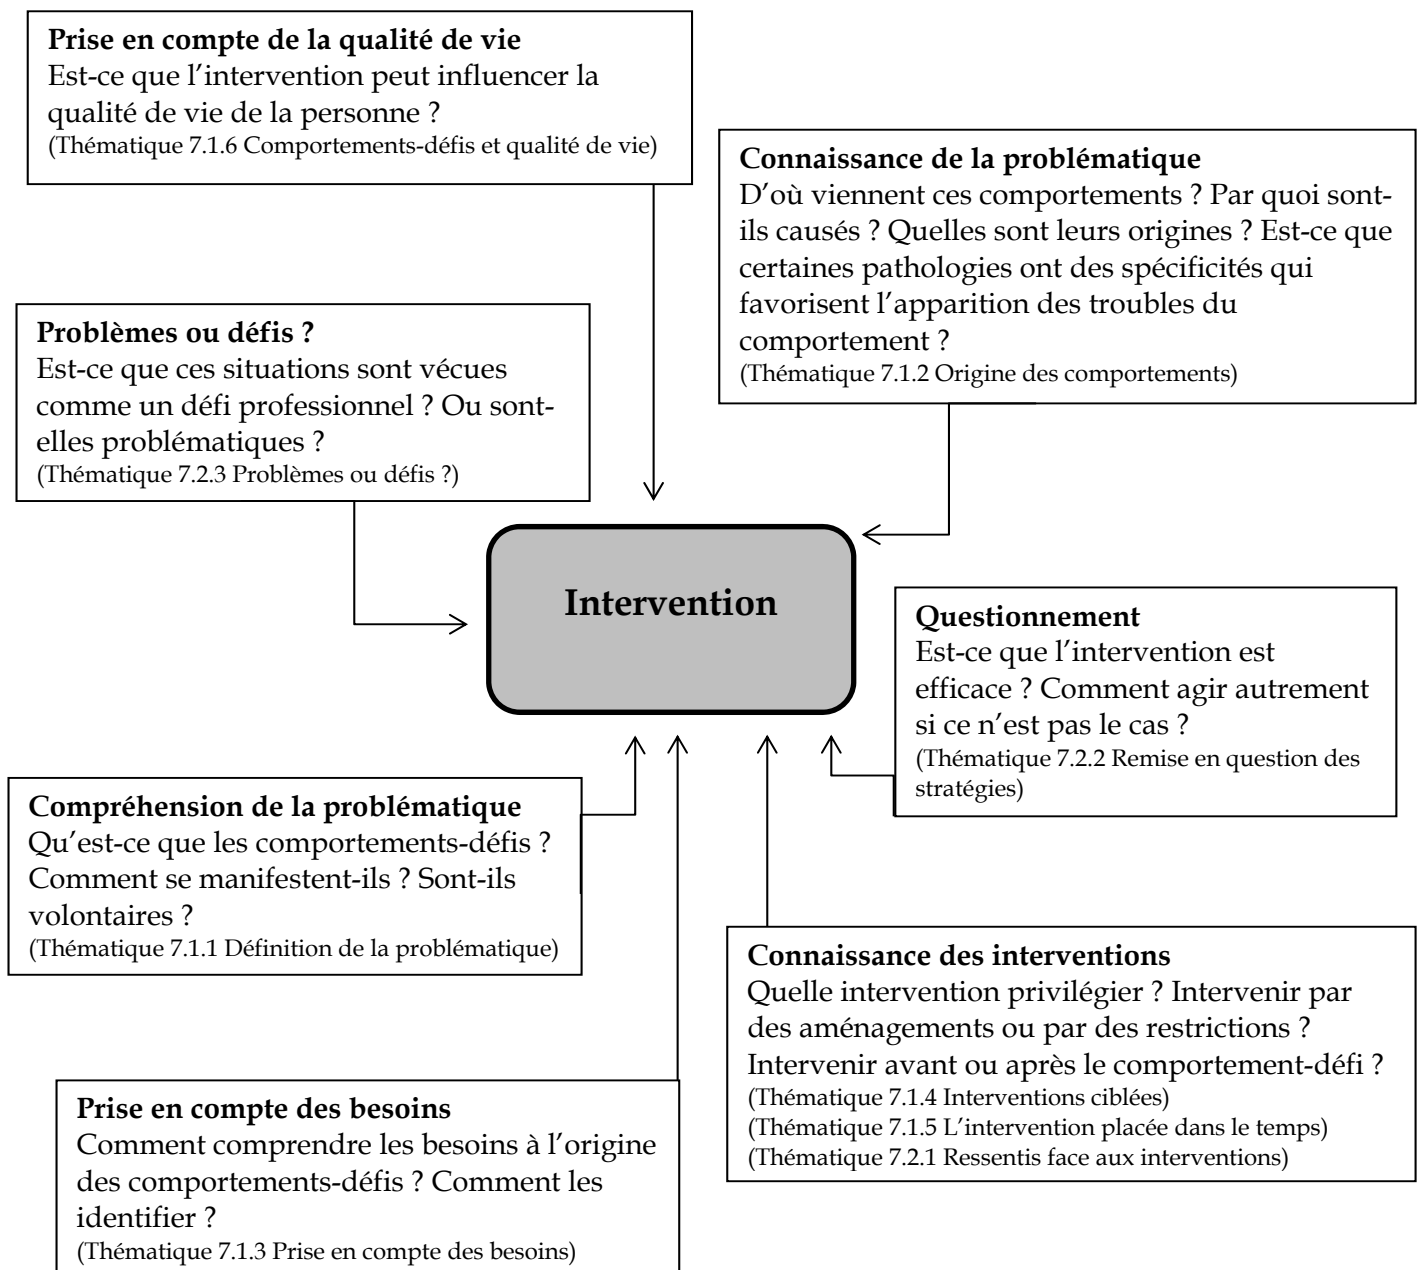 Prise en compte de la qualité de vie
Est-ce que l’intervention peut influencer la
qualité de vie de la personne ?
(Thématique 7.1.6 Comportements-défis et qualité de vie)
Connaissance de la problématique
D’où viennent ces comportements ? Par quoi sont-
ils causés ? Quelles sont leurs origines ? Est-ce que
certaines pathologies ont des spécificités qui
favorisent l’apparition des troubles du
comportement ?
(Thématique 7.1.2 Origine des comportements)
Problèmes ou défis ?
Est-ce que ces situations sont vécues
comme un défi professionnel ? Ou sont-
elles problématiques ?
(Thématique 7.2.3 Problèmes ou défis ?)
Intervention
Questionnement
Est-ce que l’intervention est
efficace ? Comment agir autrement
si ce n’est pas le cas ?
(Thématique 7.2.2 Remise en question des
stratégies)
Compréhension de la problématique
Qu’est-ce que les comportements-défis ?
Comment se manifestent-ils ? Sont-ils
volontaires ?
(Thématique 7.1.1 Définition de la problématique)
Connaissance des interventions
Quelle intervention privilégier ? Intervenir par
des aménagements ou par des restrictions ?
Intervenir avant ou après le comportement-défi ?
(Thématique 7.1.4 Interventions ciblées)
(Thématique 7.1.5 L’intervention placée dans le temps)
(Thématique 7.2.1 Ressentis face aux interventions)
Prise en compte des besoins
Comment comprendre les besoins à l’origine
des comportements-défis ? Comment les
identifier ?
(Thématique 7.1.3 Prise en compte des besoins)